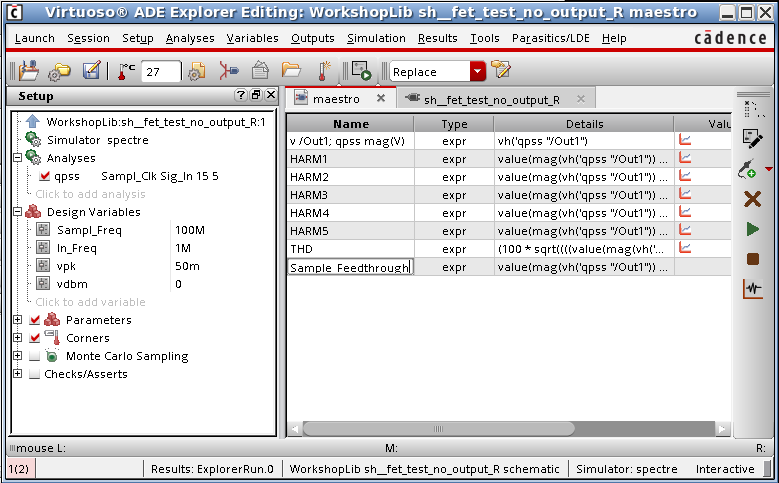 Virtuoso® ADE Explorer Editing: WorkshopLib sh__fet_test_no_output_R maestro
Launch Session Setup Analyses Variables Outputs Simulation Results Tools Parasitics/LDE Help cādence
°C 27 Replace
Setup ?
maestro sh__fet_test_no_output_R
WorkshopLib:sh__fet_test_no_output_R:1
Simulator spectre
Analyses
qpss Sampl_Clk Sig_In 15 5
Click to add analysis
Design Variables
Sampl_Freq 100M
In_Freq 1M
vpk 50m
vdbm 0
Click to add variable
Parameters
Corners
Monte Carlo Sampling
Checks/Asserts
Name Type Details Valu
v /Out1; qpss mag(V) expr vh('qpss "/Out1")
HARM1 expr value(mag(vh('qpss "/Out1")) ...
HARM2 expr value(mag(vh('qpss "/Out1")) ...
HARM3 expr value(mag(vh('qpss "/Out1")) ...
HARM4 expr value(mag(vh('qpss "/Out1")) ...
HARM5 expr value(mag(vh('qpss "/Out1")) ...
THD expr (100 * sqrt((((value(mag(vh('...
Sample_Feedthrough expr value(mag(vh('qpss "/Out1")) ...
mouse L: M: R:
1(2) Results: ExplorerRun.0 WorkshopLib sh__fet_test_no_output_R schematic Simulator: spectre Interactive